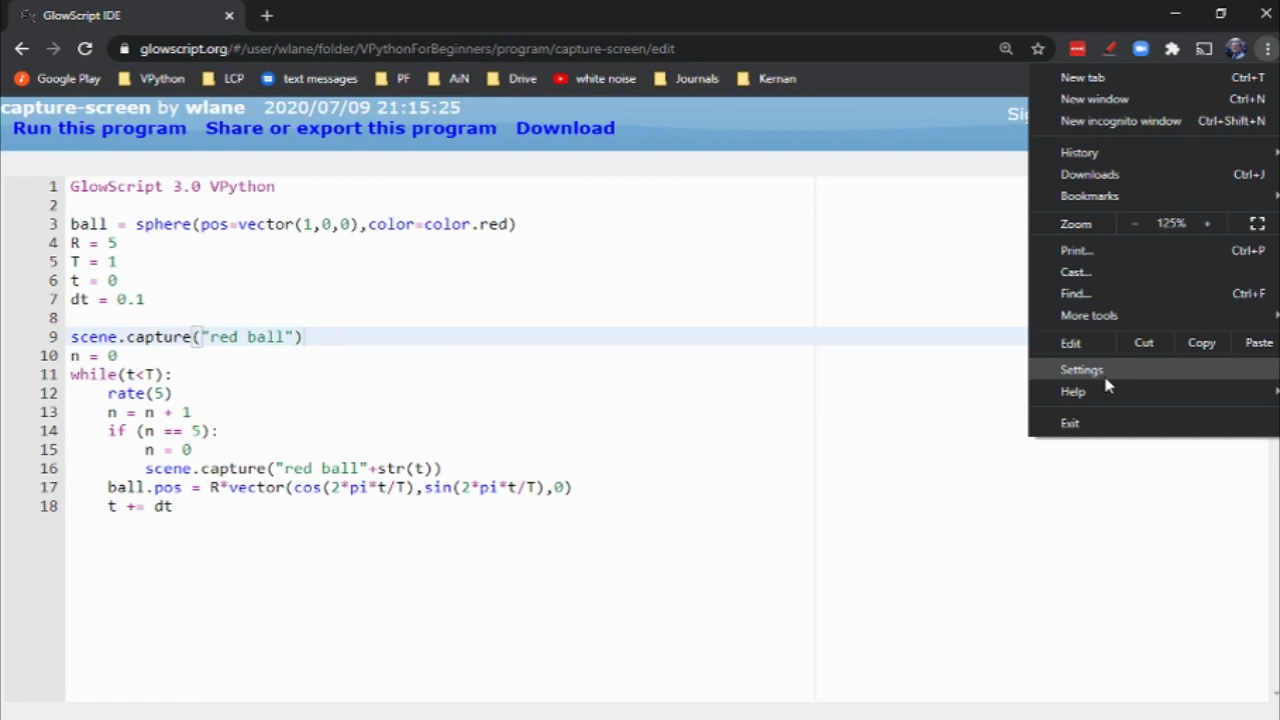 GlowScript IDE
glowscript.org/#/user/wlane/folder/VPythonForBeginners/program/capture-screen/edit
Google Play VPython LCP text messages PF AiN Drive white noise Journals Kernan
capture-screen by wlane 2020/07/09 21:15:25
Run this program Share or export this program Download
1 GlowScript 3.0 VPython
2
3 ball = sphere(pos=vector(1,0,0),color=color.red)
4 R = 5
5 T = 1
6 t = 0
7 dt = 0.1
8
9 scene.capture("red ball")
10 n = 0
11 while(t<T):
12 rate(5)
13 n = n + 1
14 if (n == 5):
15 n = 0
16 scene.capture("red ball"+str(t))
17 ball.pos = R*vector(cos(2*pi*t/T),sin(2*pi*t/T),0)
18 t += dt
New tab Ctrl+T
New window Ctrl+N
New incognito window Ctrl+Shift+N
History
Downloads Ctrl+J
Bookmarks
Zoom - 125% +
Print... Ctrl+P
Cast...
Find... Ctrl+F
More tools
Edit Cut Copy Paste
Settings
Help
Exit